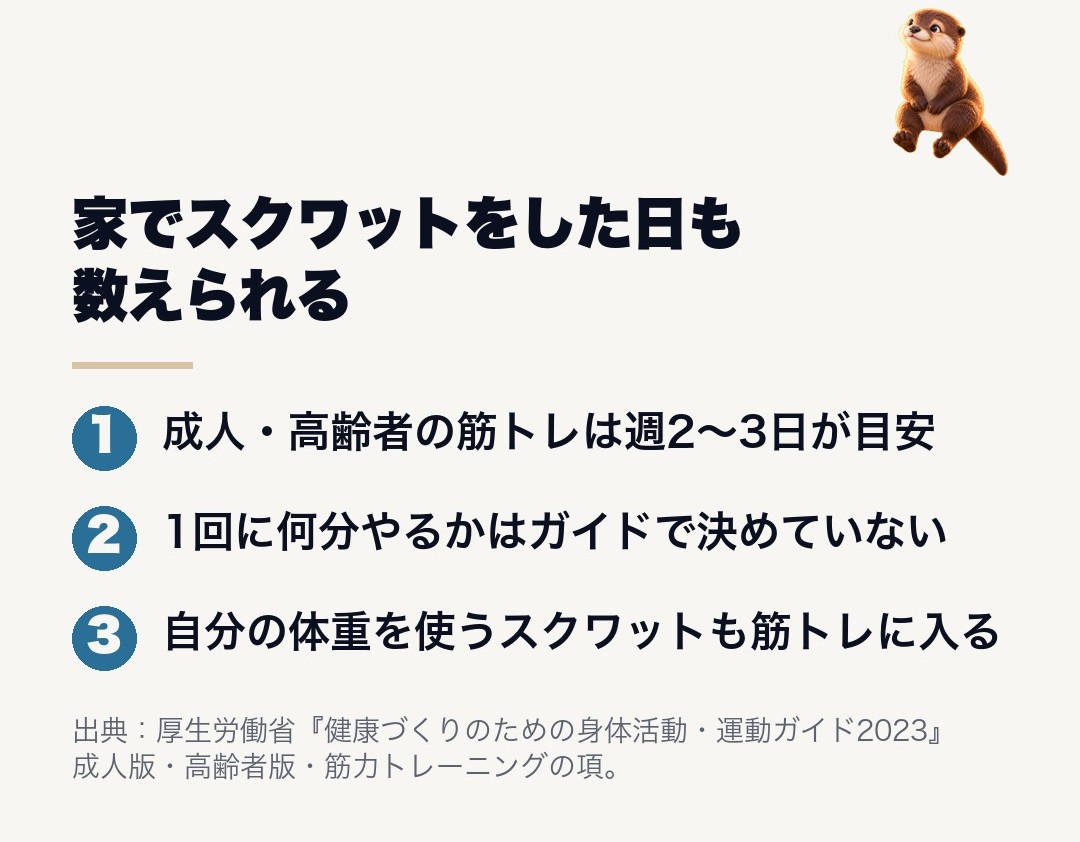 家でスクワットをした日も
数えられる
1 成人・高齢者の筋トレは週2〜3日が目安
2 1回に何分やるかはガイドで決めていない
3 自分の体重を使うスクワットも筋トレに入る
出典：厚生労働省『健康づくりのための身体活動・運動ガイド2023』
成人版・高齢者版・筋力トレーニングの項。